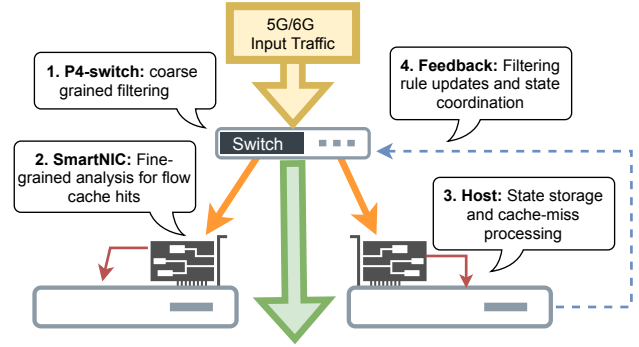 5G/6G
Input Traffic
1. P4-switch: coarse
grained filtering
4. Feedback: Filtering
rule updates and state
coordination
Switch
2. SmartNIC: Fine-
grained analysis for flow
cache hits
3. Host: State storage
and cache-miss
processing